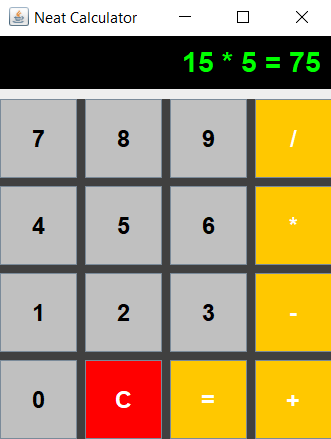 Neat Calculator
15 * 5 = 75
7 8 9 /
4 5 6 *
1 2 3 -
0 C = +